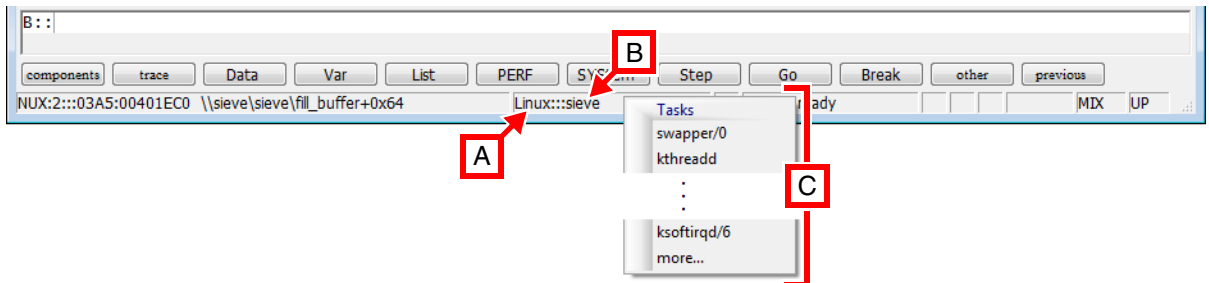 B::
B
components trace Data Var List PERF Step Go Break other previous
NUX:2:::03A5:00401EC0 \\sieve\sieve\fill_buffer+0x64 Linux:::sieve MIX UP
A
Tasks
swapper/0
kthreadd
C
ksoftirqd/6
more...